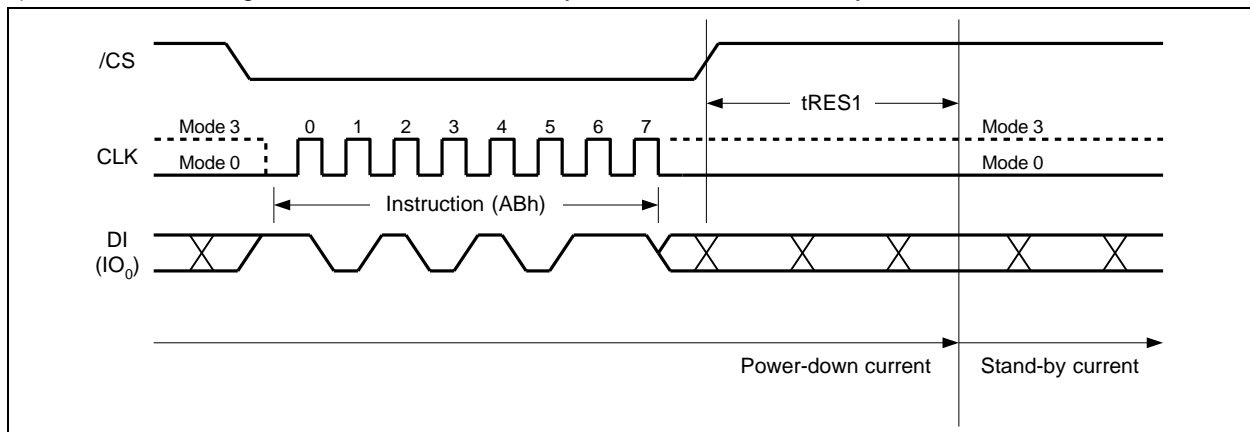 /CS
tRES1
Mode 3 0 1 2 3 4 5 6 7 Mode 3
CLK
Mode 0 Mode 0
Instruction (ABh)
DI
(IO0)
Power-down current Stand-by current